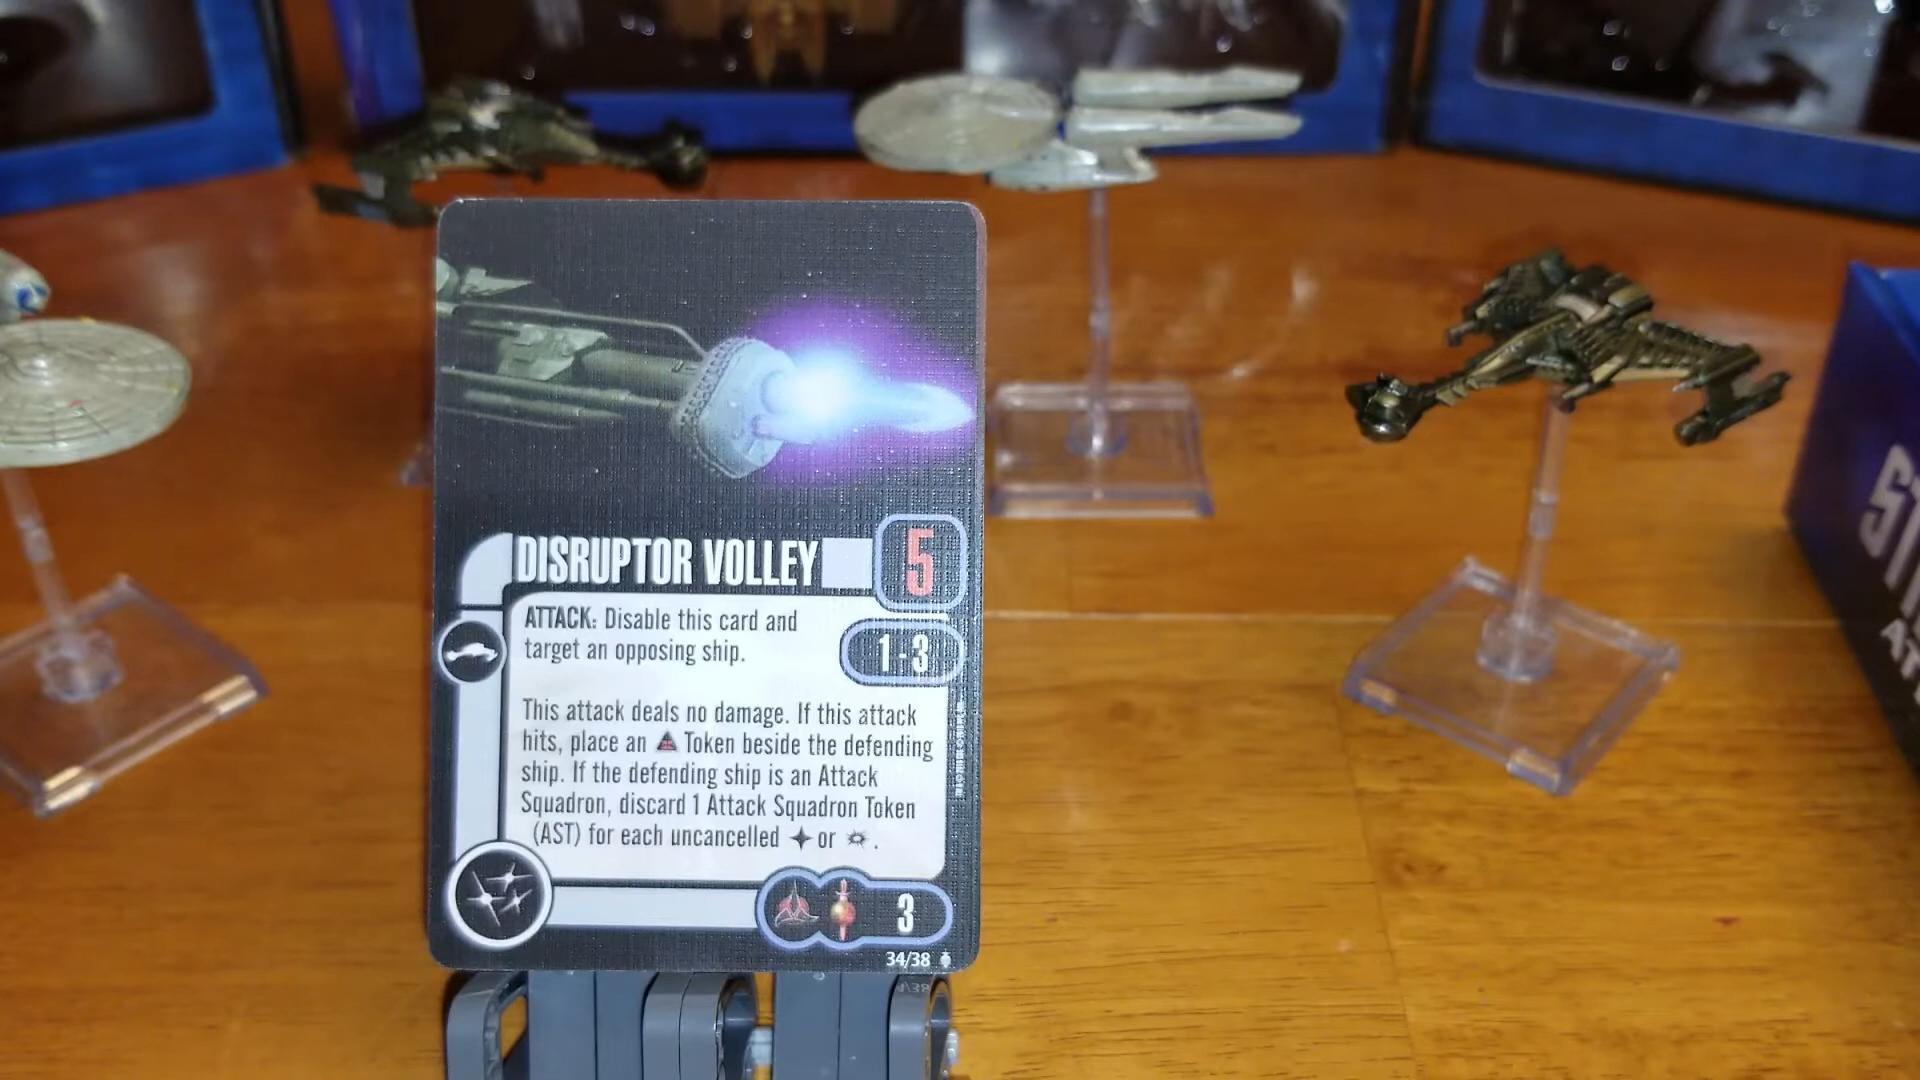 DISRUPTOR VOLLEY
5
ATTACK: Disable this card and
target an opposing ship.
1-3
This attack deals no damage. If this attack
hits, place an Token beside the defending
ship. If the defending ship is an Attack
Squadron, discard 1 Attack Squadron Token
(AST) for each uncancelled or .
3
34/38